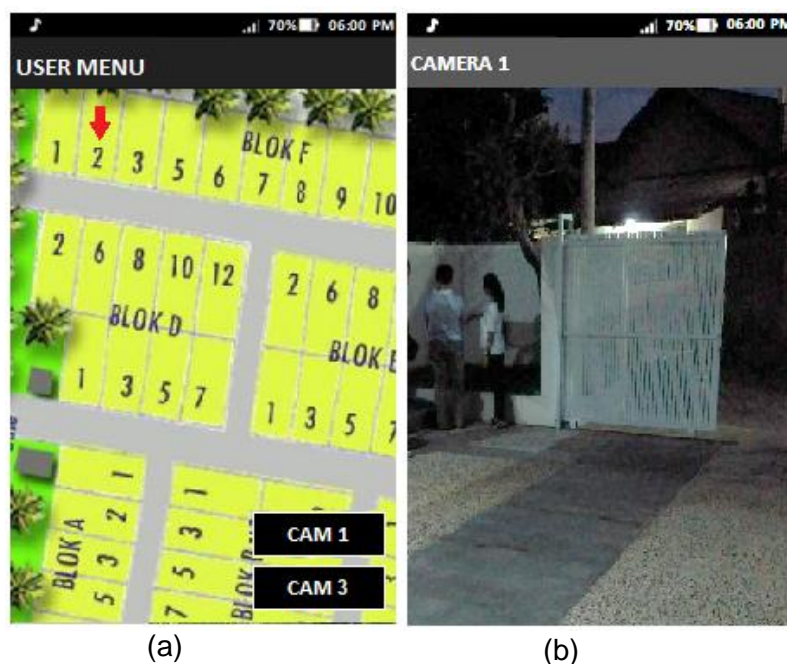 70% 06:00 PM
USER MENU
BLOK F
1 2 3 5 6 7 8 9 10
2 6 8 10 12
BLOK D
1 3 5 7
2 6 8
BLOK
1 3 5 7
BLOK A
1 2 3 5
1 3 5 7
CAM 1
CAM 3
(a)
70% 06:00 PM
CAMERA 1
(b)